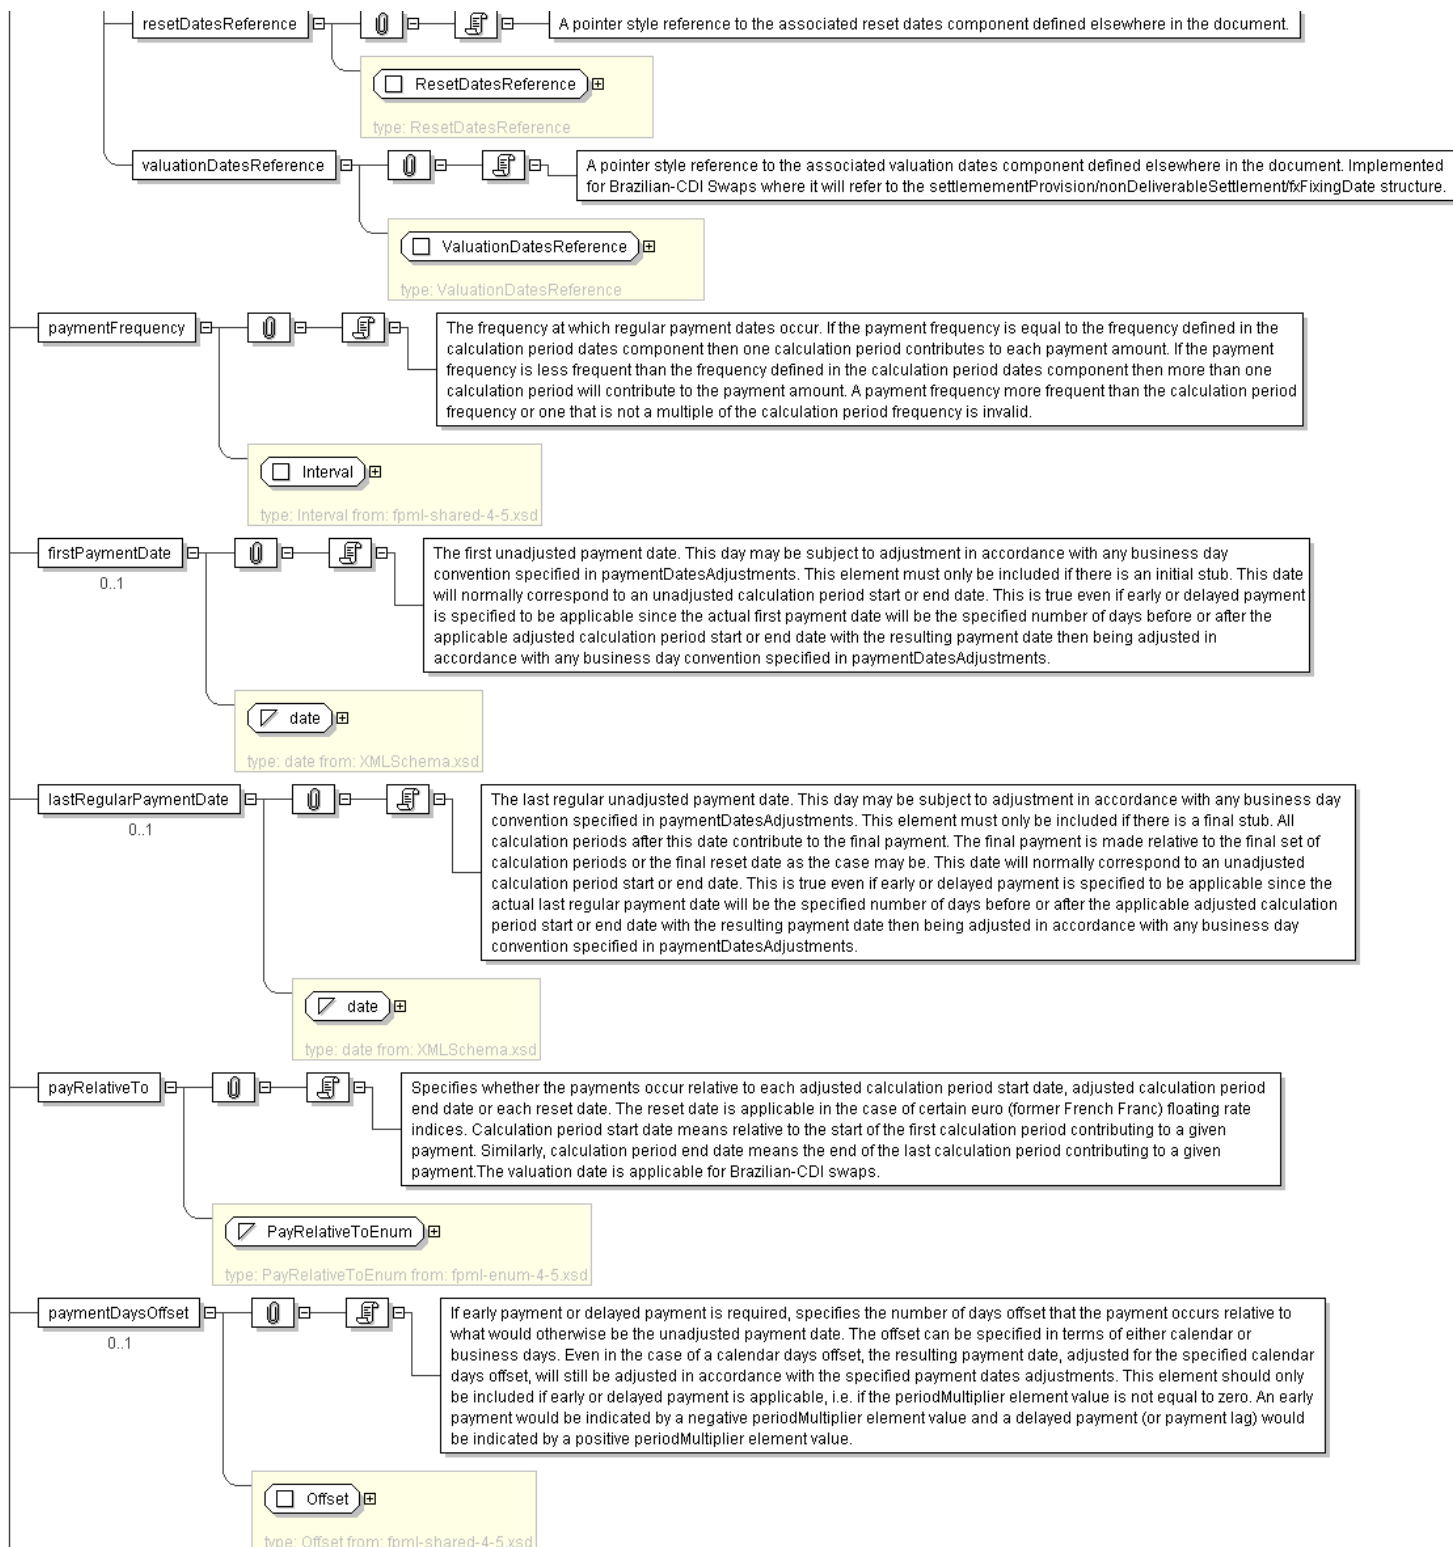 resetDatesReference
A pointer style reference to the associated reset dates component defined elsewhere in the document.
ResetDatesReference
type: ResetDatesReference
valuationDatesReference
A pointer style reference to the associated valuation dates component defined elsewhere in the document. Implemented
for Brazilian-CDI Swaps where it will refer to the settlemementProvision/nonDeliverableSettlement/fxFixingDate structure.
ValuationDatesReference
type: ValuationDatesReference
paymentFrequency
The frequency at which regular payment dates occur. If the payment frequency is equal to the frequency defined in the
calculation period dates component then one calculation period contributes to each payment amount. If the payment
frequency is less frequent than the frequency defined in the calculation period dates component then more than one
calculation period will contribute to the payment amount. A payment frequency more frequent than the calculation period
frequency or one that is not a multiple of the calculation period frequency is invalid.
Interval
type: Interval from: fpml-shared-4-5.xsd
firstPaymentDate
0..1
The first unadjusted payment date. This day may be subject to adjustment in accordance with any business day
convention specified in paymentDatesAdjustments. This element must only be included if there is an initial stub. This date
will normally correspond to an unadjusted calculation period start or end date. This is true even if early or delayed payment
is specified to be applicable since the actual first payment date will be the specified number of days before or after the
applicable adjusted calculation period start or end date with the resulting payment date then being adjusted in
accordance with any business day convention specified in paymentDatesAdjustments.
date
type: date from: XMLSchema.xsd
lastRegularPaymentDate
0..1
The last regular unadjusted payment date. This day may be subject to adjustment in accordance with any business day
convention specified in paymentDatesAdjustments. This element must only be included if there is a final stub. All
calculation periods after this date contribute to the final payment. The final payment is made relative to the final set of
calculation periods or the final reset date as the case may be. This date will normally correspond to an unadjusted
calculation period start or end date. This is true even if early or delayed payment is specified to be applicable since the
actual last regular payment date will be the specified number of days before or after the applicable adjusted calculation
period start or end date with the resulting payment date then being adjusted in accordance with any business day
convention specified in paymentDatesAdjustments.
date
type: date from: XMLSchema.xsd
payRelativeTo
Specifies whether the payments occur relative to each adjusted calculation period start date, adjusted calculation period
end date or each reset date. The reset date is applicable in the case of certain euro (former French Franc) floating rate
indices. Calculation period start date means relative to the start of the first calculation period contributing to a given
payment. Similarly, calculation period end date means the end of the last calculation period contributing to a given
payment.The valuation date is applicable for Brazilian-CDI swaps.
PayRelativeToEnum
type: PayRelativeToEnum from: fpml-enum-4-5.xsd
paymentDaysOffset
0..1
If early payment or delayed payment is required, specifies the number of days offset that the payment occurs relative to
what would otherwise be the unadjusted payment date. The offset can be specified in terms of either calendar or
business days. Even in the case of a calendar days offset, the resulting payment date, adjusted for the specified calendar
days offset, will still be adjusted in accordance with the specified payment dates adjustments. This element should only
be included if early or delayed payment is applicable, i.e. if the periodMultiplier element value is not equal to zero. An early
payment would be indicated by a negative periodMultiplier element value and a delayed payment (or payment lag) would
be indicated by a positive periodMultiplier element value.
Offset
type: Offset from: fpml-shared-4-5.xsd